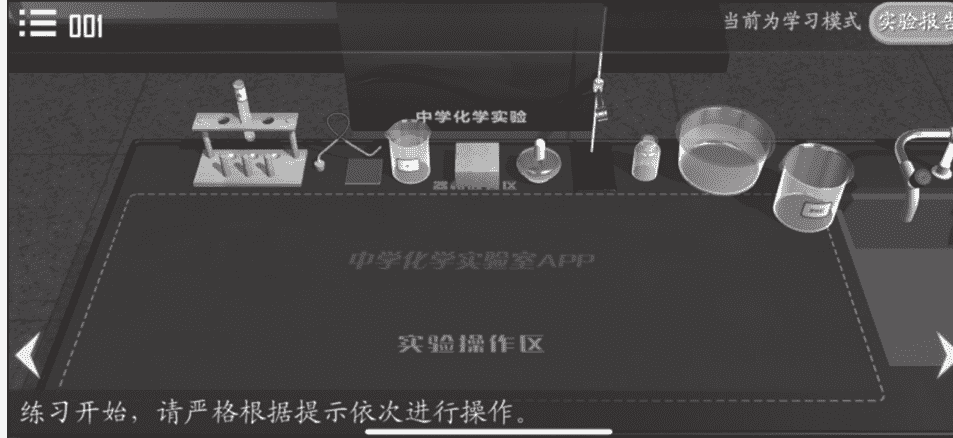 001
当前为学习模式
实验报告
中学化学实验
中学化学实验室APP
实验操作区
练习开始，请严格根据提示依次进行操作。